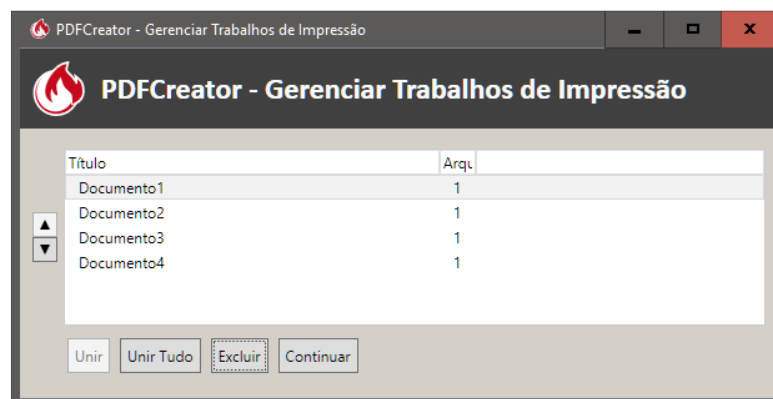 PDFCreator - Gerenciar Trabalhos de Impressão
PDFCreator - Gerenciar Trabalhos de Impressão
Título Arqu
Documento1 1
Documento2 1
Documento3 1
Documento4 1
Unir Unir Tudo Excluir Continuar